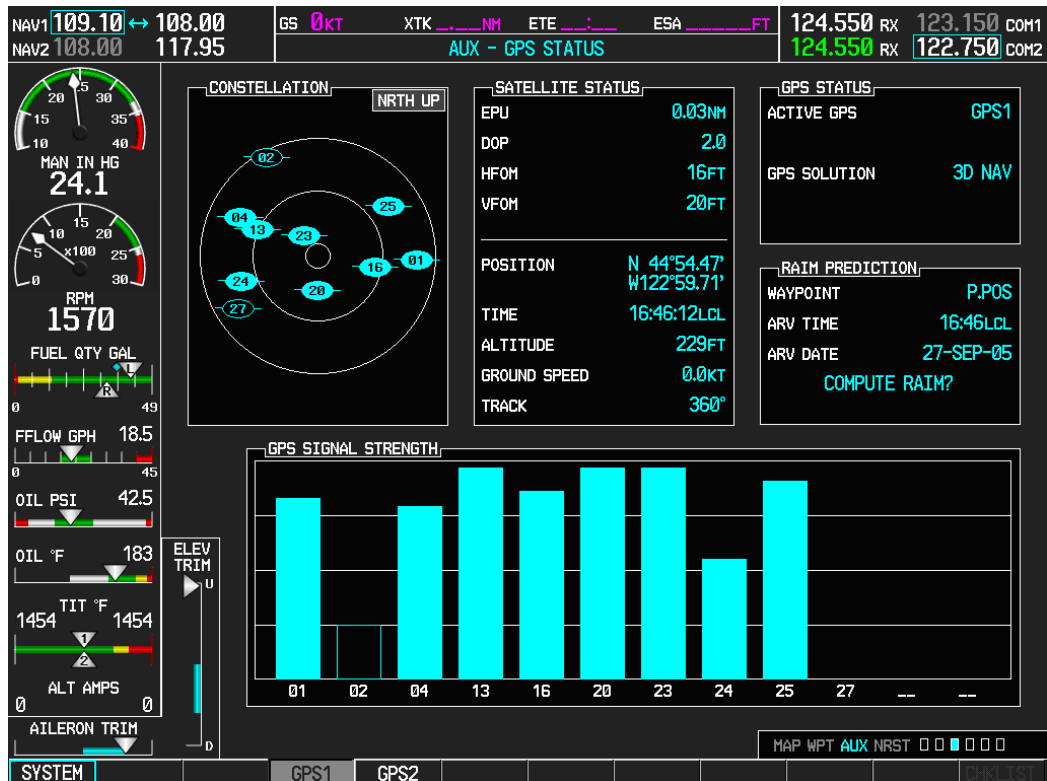 NAV1 109.10 ↔ 108.00
NAV2 108.00 117.95
GS 0KT XTK _._NM ETE __:__ ESA _____FT
AUX - GPS STATUS
124.550 RX 123.150 COM1
124.550 RX 122.750 COM2
10 15 20 25 30 35 40
MAN IN HG
24.1
0 5 10 15 20 25 30
x100
RPM
1570
FUEL QTY GAL
L
R
0 49
FFLOW GPH 18.5
0 45
OIL PSI 42.5
OIL °F 183
TIT °F
1454 1454
1
2
ALT AMPS
0 0
AILERON TRIM
ELEV
TRIM
U
D
CONSTELLATION
NRTH UP
02
25
04
13
23
01
16
24
20
27
SATELLITE STATUS
EPU 0.03NM
DOP 2.0
HFOM 16FT
VFOM 20FT
POSITION N 44°54.47'
W122°59.71'
TIME 16:46:12LCL
ALTITUDE 229FT
GROUND SPEED 0.0KT
TRACK 360°
GPS STATUS
ACTIVE GPS GPS1
GPS SOLUTION 3D NAV
RAIM PREDICTION
WAYPOINT P.POS
ARV TIME 16:46LCL
ARV DATE 27-SEP-05
COMPUTE RAIM?
GPS SIGNAL STRENGTH
01 02 04 13 16 20 23 24 25 27 __ __
MAP WPT AUX NRST
SYSTEM GPS1 GPS2 CHKLIST